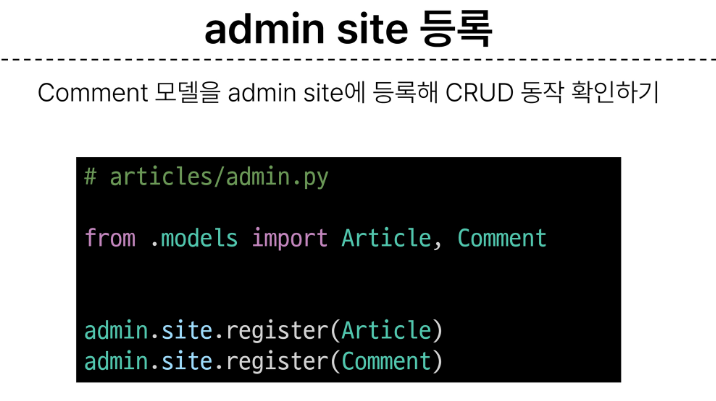 admin site 등록
Comment 모델을 admin site에 등록해 CRUD 동작 확인하기
# articles/admin.py
from .models import Article, Comment
admin.site.register(Article)
admin.site.register(Comment)